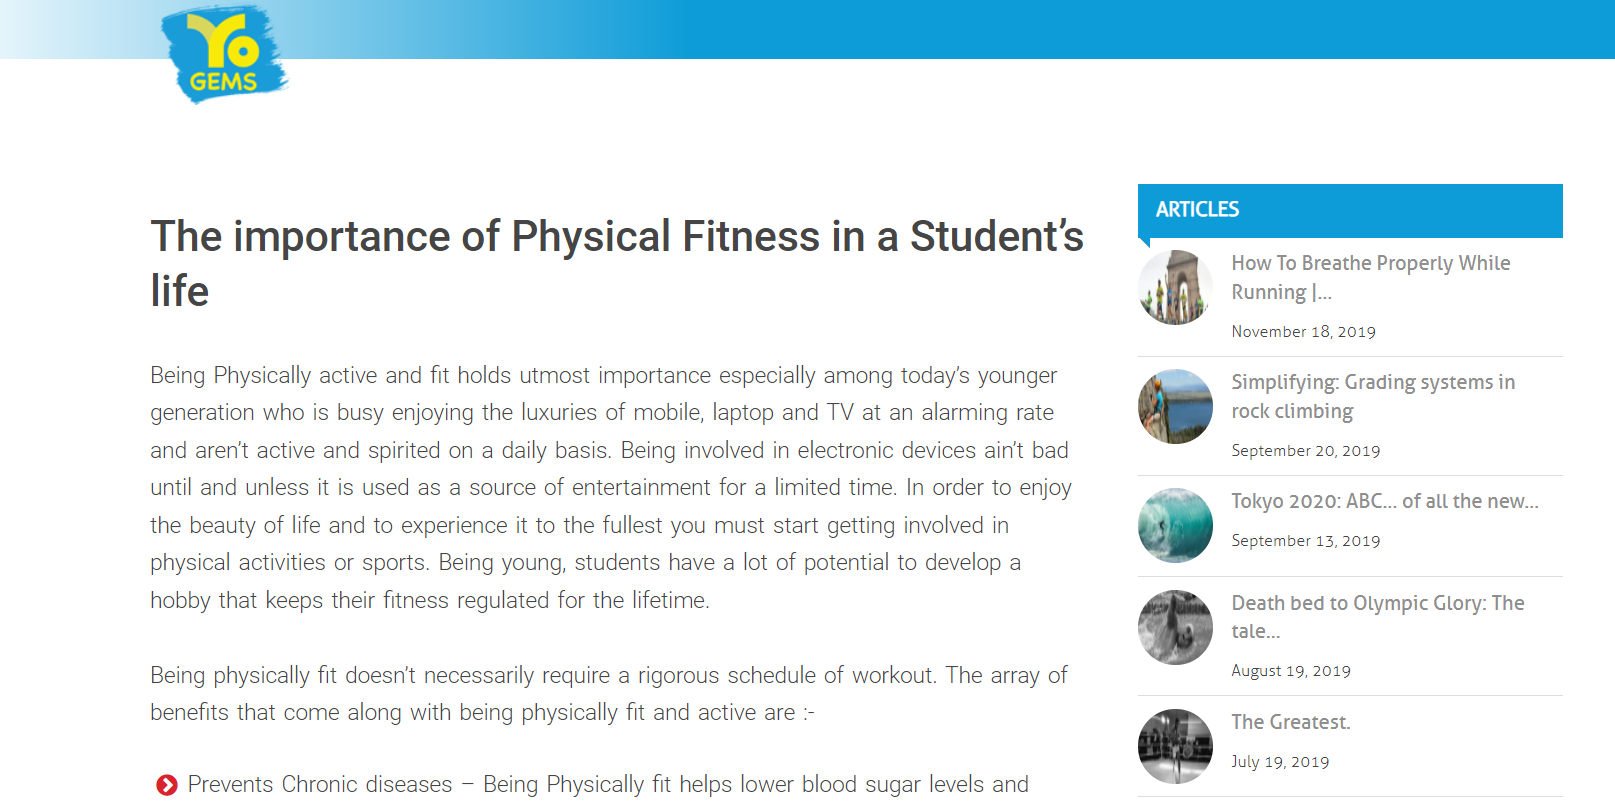 YO
GEMS
The importance of Physical Fitness in a Student’s
life
Being Physically active and fit holds utmost importance especially among today’s younger
generation who is busy enjoying the luxuries of mobile, laptop and TV at an alarming rate
and aren’t active and spirited on a daily basis. Being involved in electronic devices ain’t bad
until and unless it is used as a source of entertainment for a limited time. In order to enjoy
the beauty of life and to experience it to the fullest you must start getting involved in
physical activities or sports. Being young, students have a lot of potential to develop a
hobby that keeps their fitness regulated for the lifetime.
Being physically fit doesn’t necessarily require a rigorous schedule of workout. The array of
benefits that come along with being physically fit and active are :-
Prevents Chronic diseases – Being Physically fit helps lower blood sugar levels and
ARTICLES
How To Breathe Properly While
Running |...
November 18, 2019
Simplifying: Grading systems in
rock climbing
September 20, 2019
Tokyo 2020: ABC... of all the new...
September 13, 2019
Death bed to Olympic Glory: The
tale...
August 19, 2019
The Greatest.
July 19, 2019